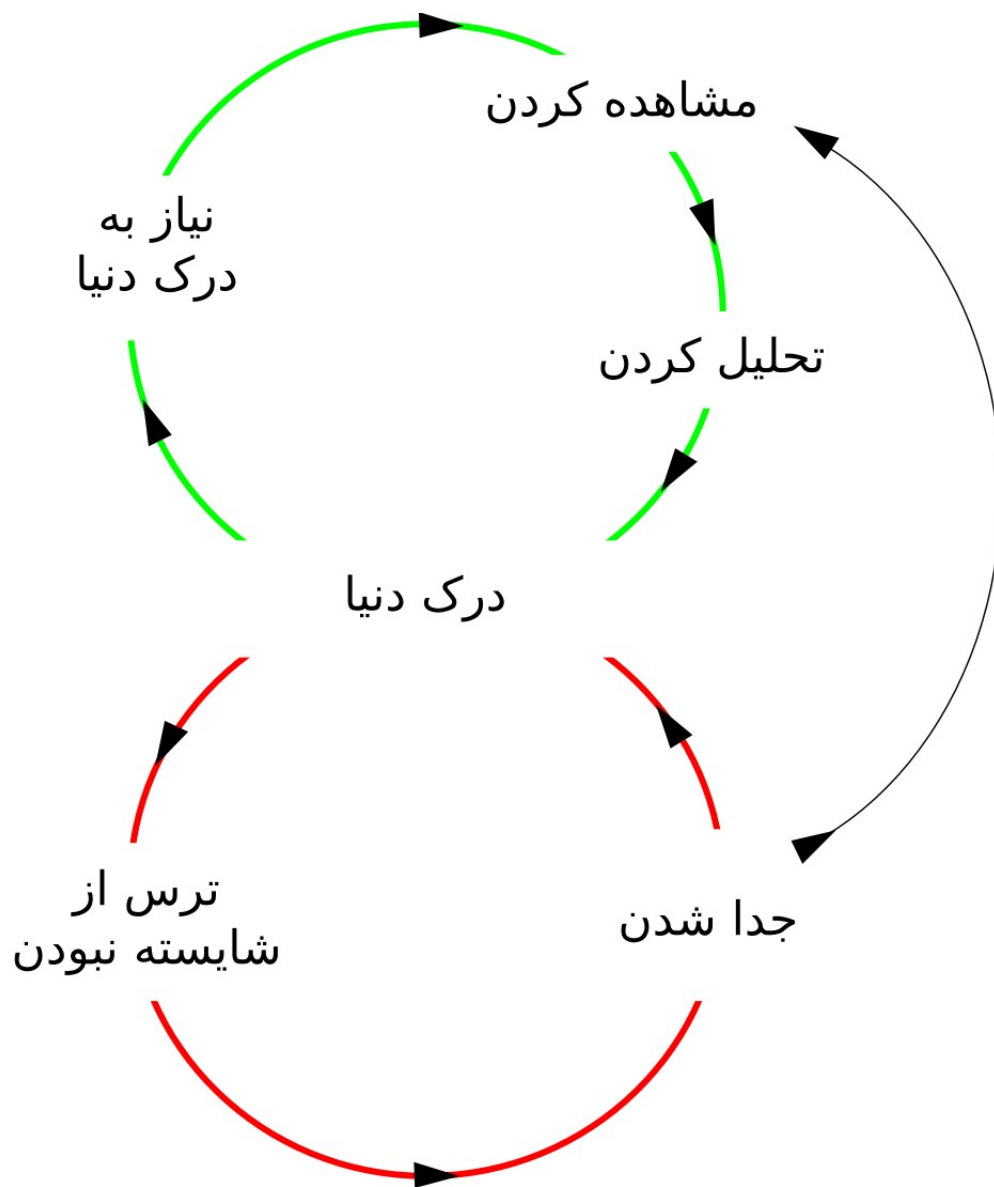 مشاهده کردن
نیاز به
درک دنیا
تحلیل کردن
درک دنیا
ترس از
شایسته نبودن
جدا شدن